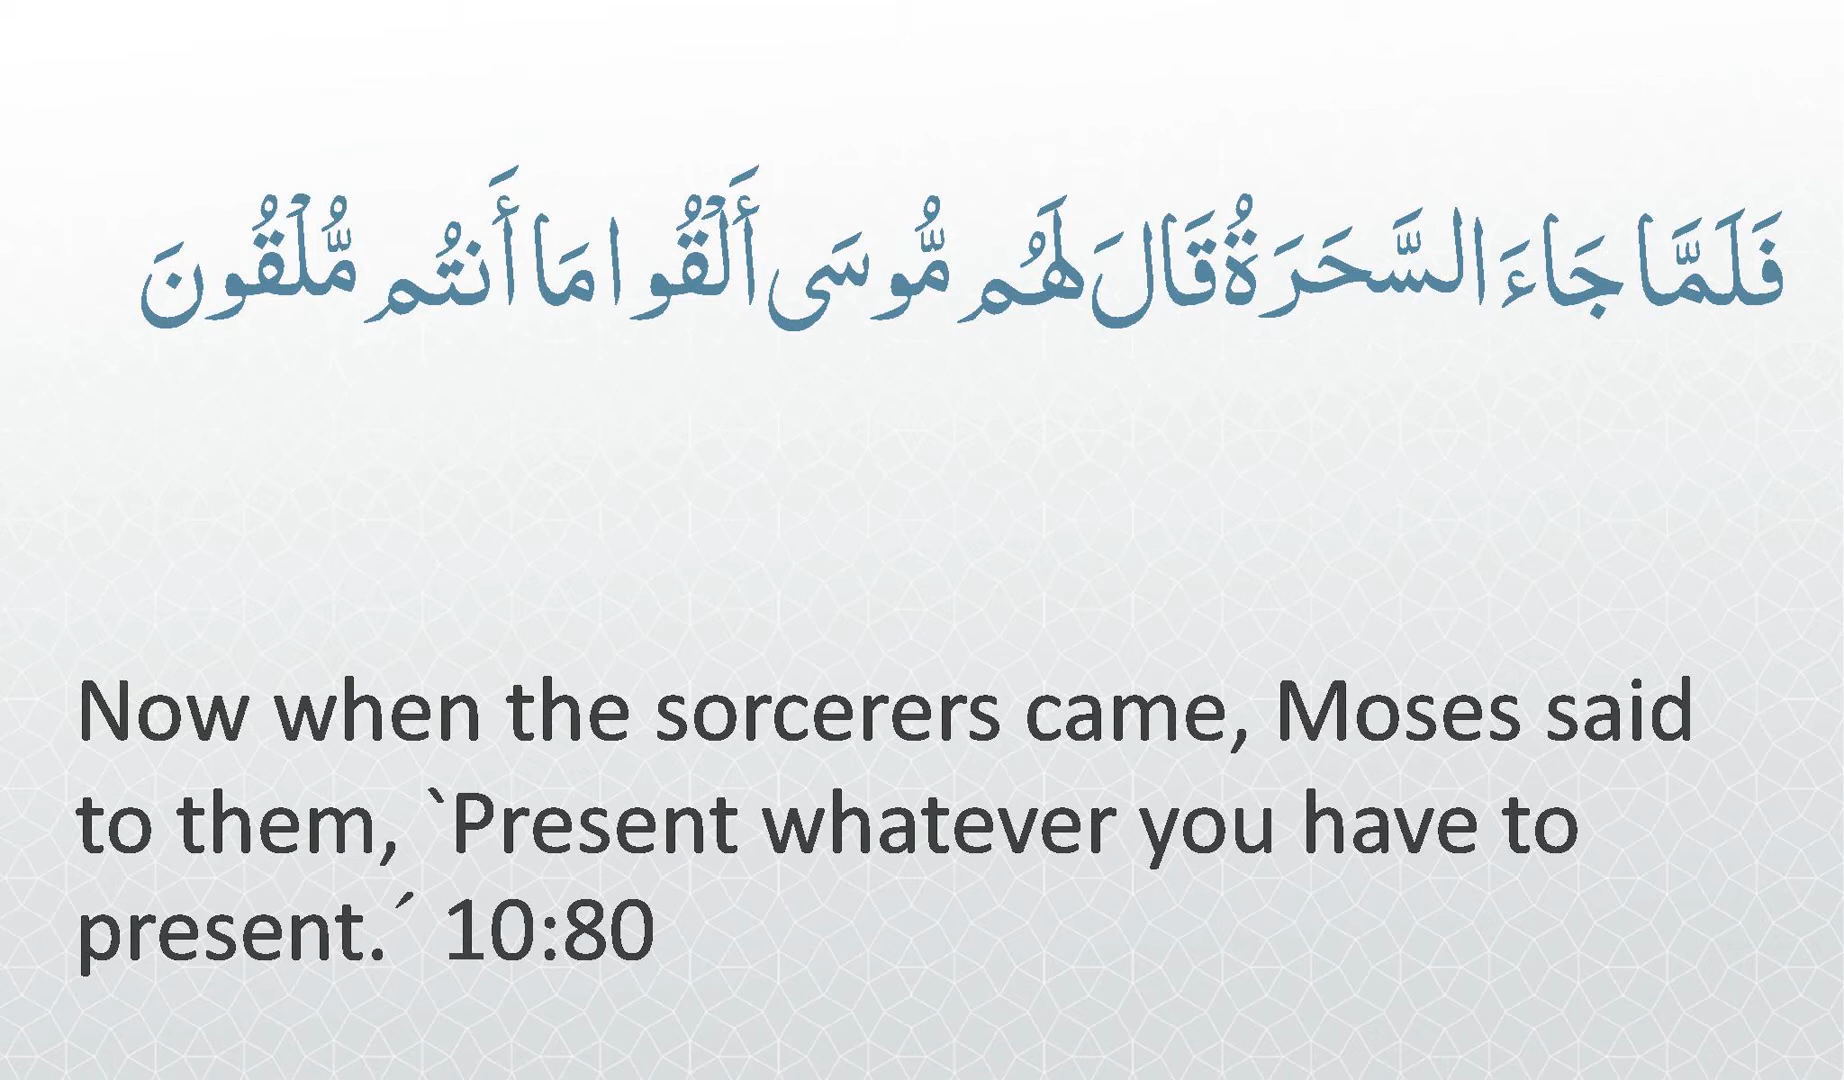 فَلَمَّا جَاءَ السَّحَرَةُ قَالَ لَهُم مُّوسَى أَلْقُوا مَا أَنتُم مُّلْقُونَ
Now when the sorcerers came, Moses said
to them, `Present whatever you have to
present.´ 10:80